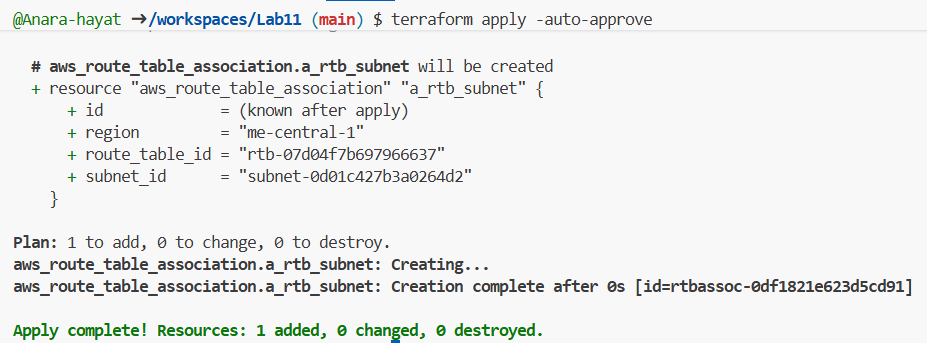 @Anara-hayat ➜/workspaces/Lab11 (main) $ terraform apply -auto-approve
# aws_route_table_association.a_rtb_subnet will be created
+ resource "aws_route_table_association" "a_rtb_subnet" {
+ id = (known after apply)
+ region = "me-central-1"
+ route_table_id = "rtb-07d04f7b697966637"
+ subnet_id = "subnet-0d01c427b3a0264d2"
}
Plan: 1 to add, 0 to change, 0 to destroy.
aws_route_table_association.a_rtb_subnet: Creating...
aws_route_table_association.a_rtb_subnet: Creation complete after 0s [id=rtbassoc-0df1821e623d5cd91]
Apply complete! Resources: 1 added, 0 changed, 0 destroyed.